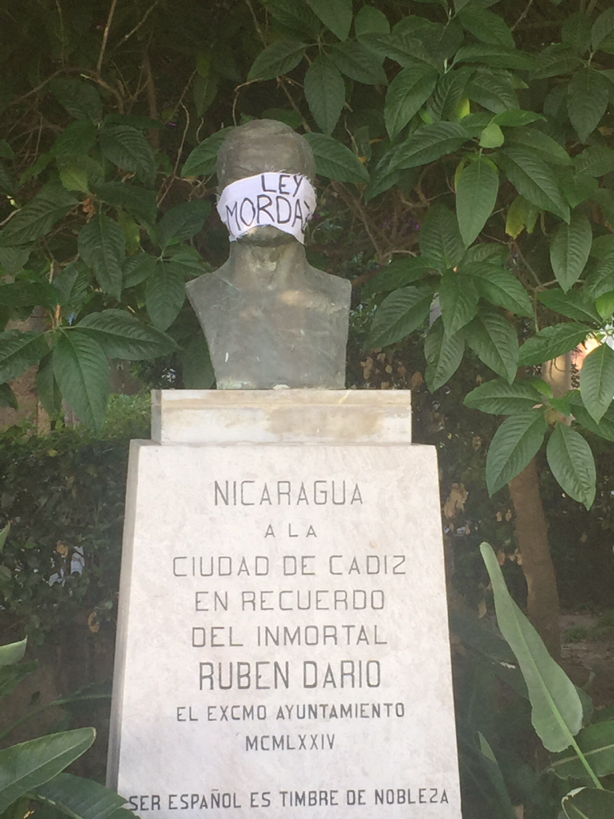 LEY
MORDAZ
NICARAGUA
A LA
CIUDAD DE CADIZ
EN RECUERDO
DEL INMORTAL
RUBEN DARIO
EL EXCMO AYUNTAMIENTO
MCMLXXIV
SER ESPAÑOL ES TIMBRE DE NOBLEZA